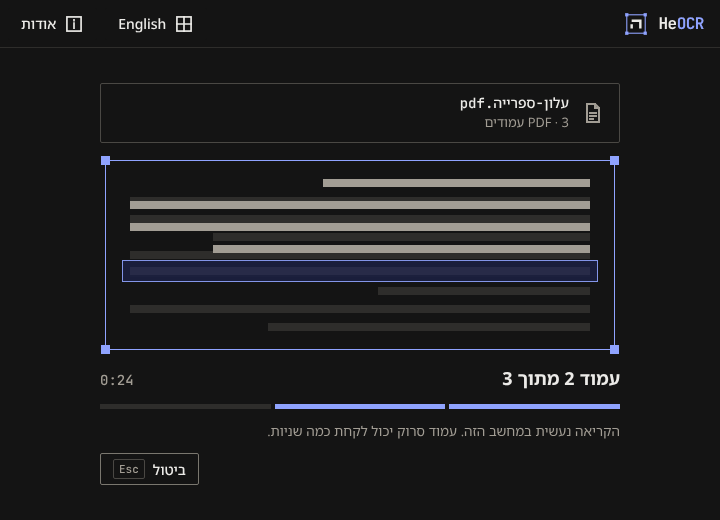 HeOCR
English
אודות
עלון-ספרייה.pdf
PDF · 3 עמודים
עמוד 2 מתוך 3
0:24
הקריאה נעשית במחשב הזה. עמוד סרוק יכול לקחת כמה שניות.
ביטול Esc